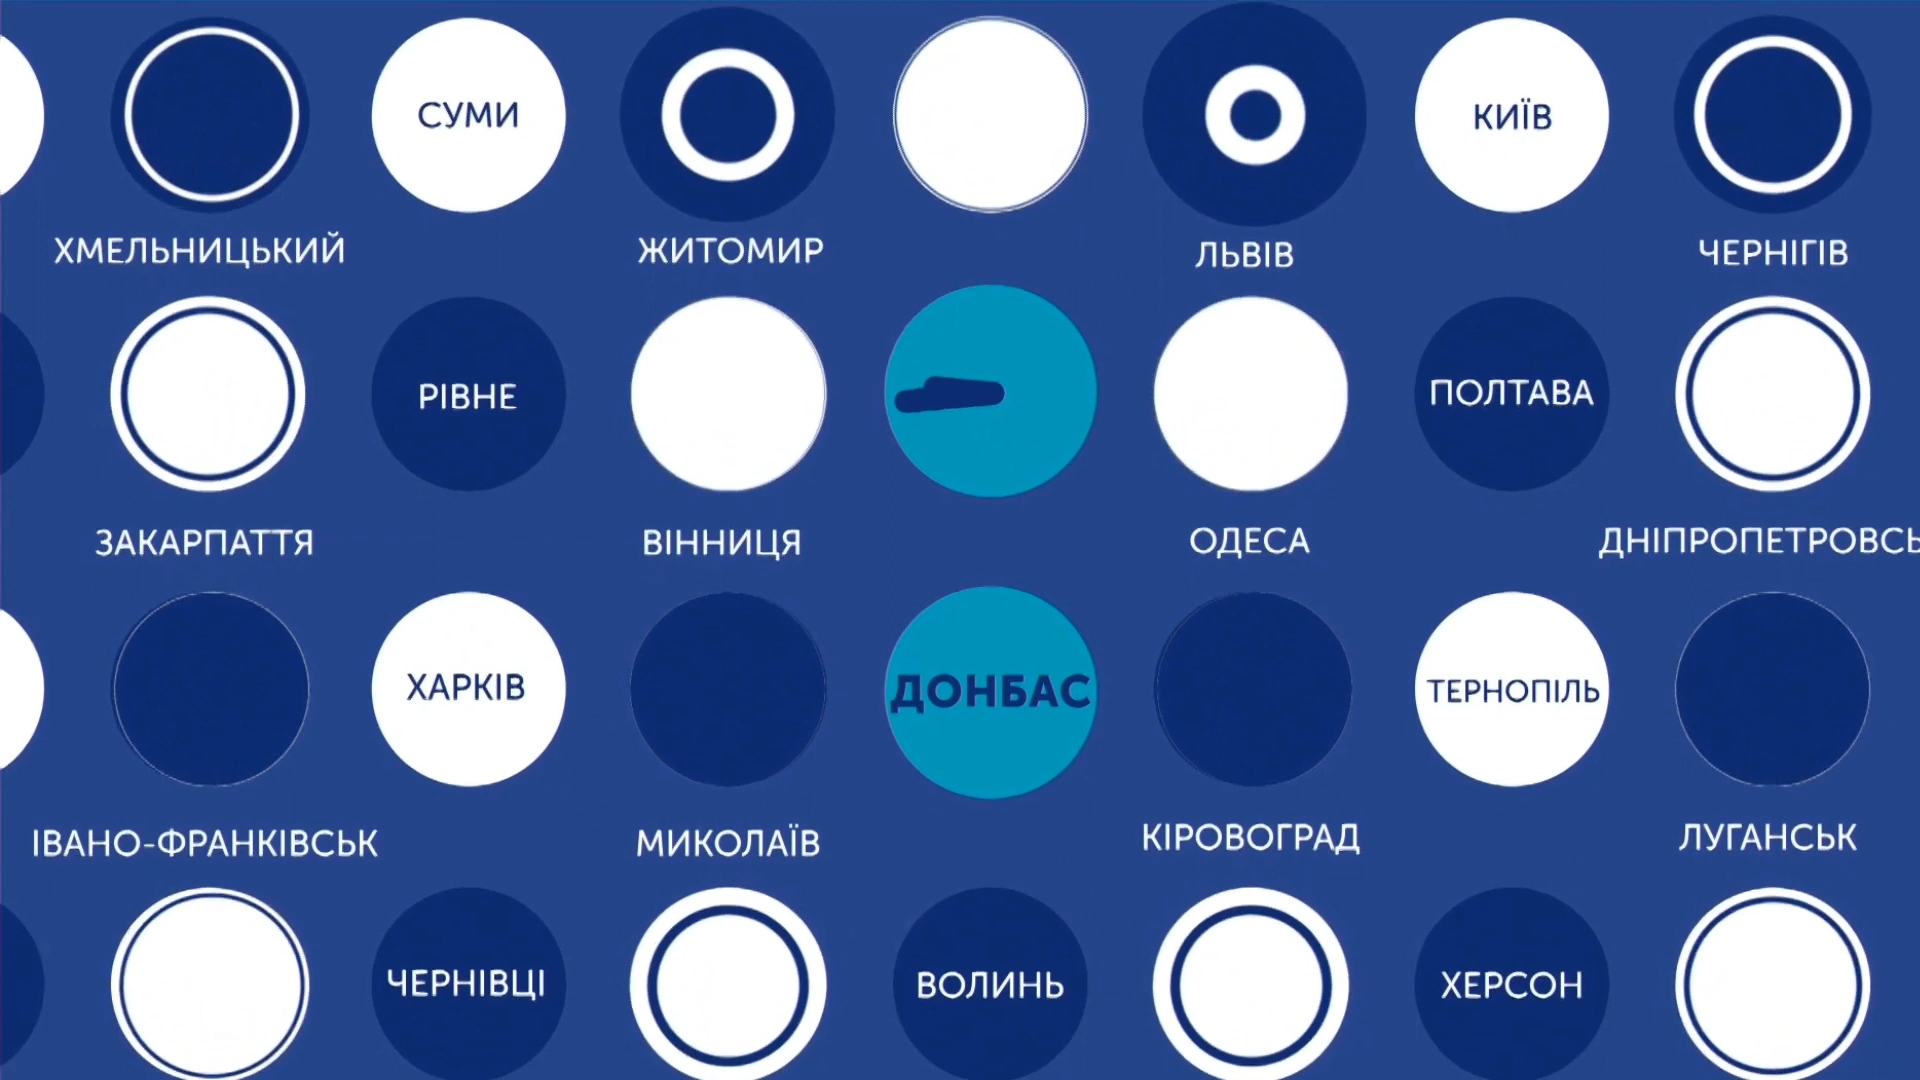 СУМИ
КИЇВ
ХМЕЛЬНИЦЬКИЙ
ЖИТОМИР
ЛЬВІВ
ЧЕРНІГІВ
РІВНЕ
ПОЛТАВА
ЗАКАРПАТТЯ
ВІННИЦЯ
ОДЕСА
ДНІПРОПЕТРОВСЬ
ХАРКІВ
ДОНБАС
ТЕРНОПІЛЬ
ІВАНО-ФРАНКІВСЬК
МИКОЛАЇВ
КІРОВОГРАД
ЛУГАНСЬК
ЧЕРНІВЦІ
ВОЛИНЬ
ХЕРСОН